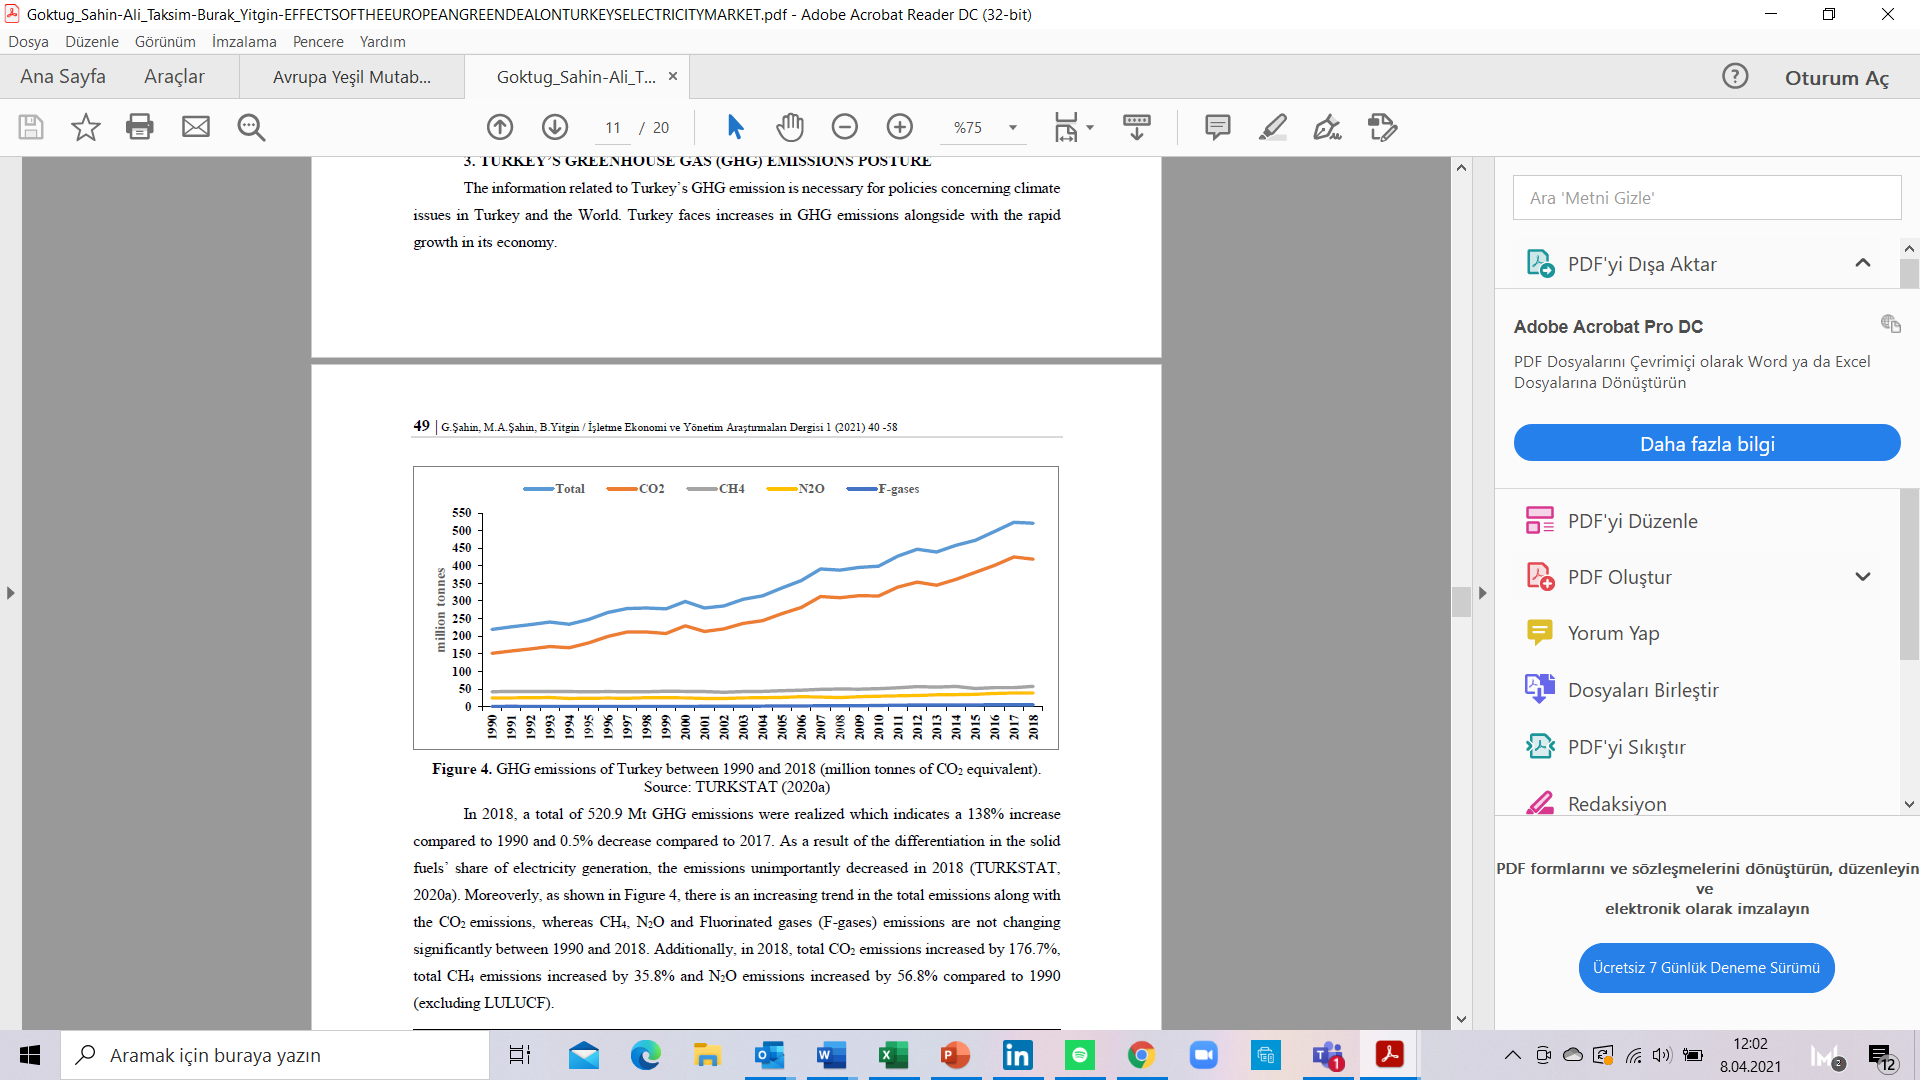 Goktug_Sahin-Ali_Taksim-Burak_Yitgin-EFFECTSOFTHEEUROPEANGREENDEALONTURKEYSELECTRICITYMARKET.pdf - Adobe Acrobat Reader DC (32-bit)
Dosya Düzenle Görünüm İmzalama Pencere Yardım
Ana Sayfa Araçlar Avrupa Yeşil Mutab... Goktug_Sahin-Ali_T... × ? Oturum Aç
11 / 20 %75
3. TURKEY'S GREENHOUSE GAS (GHG) EMISSIONS POSTURE
The information related to Turkey's GHG emission is necessary for policies concerning climate
issues in Turkey and the World. Turkey faces increases in GHG emissions alongside with the rapid
growth in its economy.
49 | G.Şahin, M.A.Şahin, B.Yitgin / İşletme Ekonomi ve Yönetim Araştırmaları Dergisi 1 (2021) 40 -58
Total CO2 CH4 N2O F-gases
million tonnes
550
500
450
400
350
300
250
200
150
100
50
0
1990 1991 1992 1993 1994 1995 1996 1997 1998 1999 2000 2001 2002 2003 2004 2005 2006 2007 2008 2009 2010 2011 2012 2013 2014 2015 2016 2017 2018
Figure 4. GHG emissions of Turkey between 1990 and 2018 (million tonnes of CO₂ equivalent).
Source: TURKSTAT (2020a)
In 2018, a total of 520.9 Mt GHG emissions were realized which indicates a 138% increase
compared to 1990 and 0.5% decrease compared to 2017. As a result of the differentiation in the solid
fuels' share of electricity generation, the emissions unimportantly decreased in 2018 (TURKSTAT,
2020a). Moreoverly, as shown in Figure 4, there is an increasing trend in the total emissions along with
the CO₂ emissions, whereas CH₄, N₂O and Fluorinated gases (F-gases) emissions are not changing
significantly between 1990 and 2018. Additionally, in 2018, total CO₂ emissions increased by 176.7%,
total CH₄ emissions increased by 35.8% and N₂O emissions increased by 56.8% compared to 1990
(excluding LULUCF).
Ara 'Metni Gizle'
PDF'yi Dışa Aktar
Adobe Acrobat Pro DC
PDF Dosyalarını Çevrimiçi olarak Word ya da Excel
Dosyalarına Dönüştürün
Daha fazla bilgi
PDF'yi Düzenle
PDF Oluştur
Yorum Yap
Dosyaları Birleştir
PDF'yi Sıkıştır
Redaksiyon
PDF formlarını ve sözleşmelerini dönüştürün, düzenleyin
ve
elektronik olarak imzalayın
Ücretsiz 7 Günlük Deneme Sürümü
Aramak için buraya yazın
12:02
8.04.2021
1
2
12